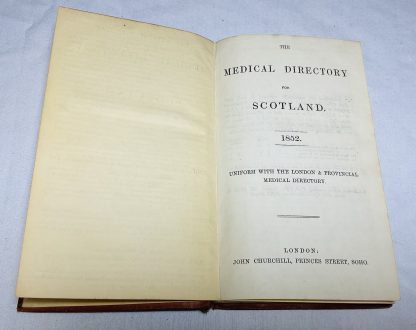 THE
MEDICAL DIRECTORY
FOR
SCOTLAND.
1852.
UNIFORM WITH THE LONDON & PROVINCIAL
MEDICAL DIRECTORY.
LONDON:
JOHN CHURCHILL, PRINCES STREET, SOHO.